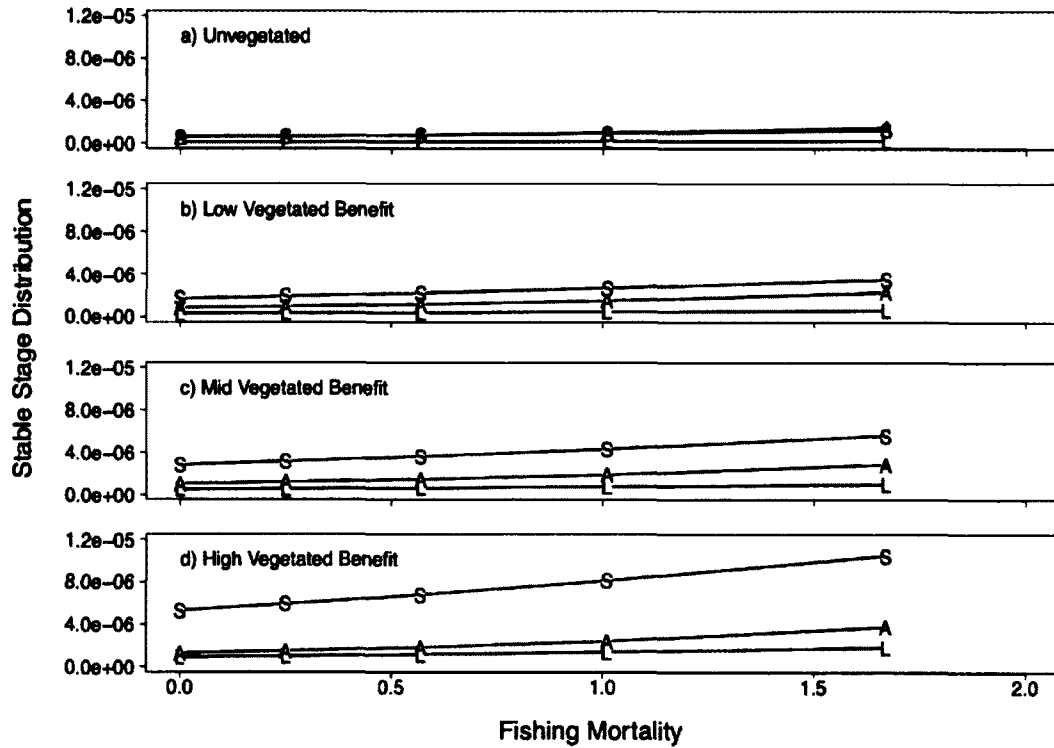 Stable Stage Distribution
1.2e−05
8.0e−06
4.0e−06
0.0e+00
a) Unvegetated
S S S S S
A A A A A
L L L L L
1.2e−05
8.0e−06
4.0e−06
0.0e+00
b) Low Vegetated Benefit
S S S S S
A A A A A
L L L L L
1.2e−05
8.0e−06
4.0e−06
0.0e+00
c) Mid Vegetated Benefit
S S S S S
A A A A A
L L L L L
1.2e−05
8.0e−06
4.0e−06
0.0e+00
d) High Vegetated Benefit
S S S S S
A A A A A
L L L L L
0.0 0.5 1.0 1.5 2.0
Fishing Mortality